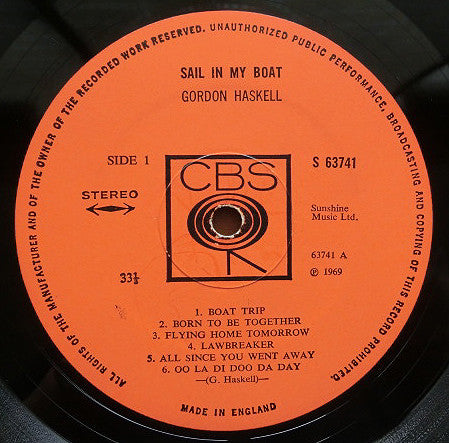 ALL RIGHTS OF THE MANUFACTURER AND OF THE OWNER OF THE RECORDED WORK RESERVED. UNAUTHORIZED PUBLIC PERFORMANCE, BROADCASTING AND COPYING OF THIS RECORD PROHIBITED.
SAIL IN MY BOAT
GORDON HASKELL
SIDE 1
S 63741
CBS
STEREO
Sunshine
Music Ltd.
63741 A
℗ 1969
33⅓
1. BOAT TRIP
2. BORN TO BE TOGETHER
3. FLYING HOME TOMORROW
4. LAWBREAKER
5. ALL SINCE YOU WENT AWAY
6. OO LA DI DOO DA DAY
—(G. Haskell)—
MADE IN ENGLAND